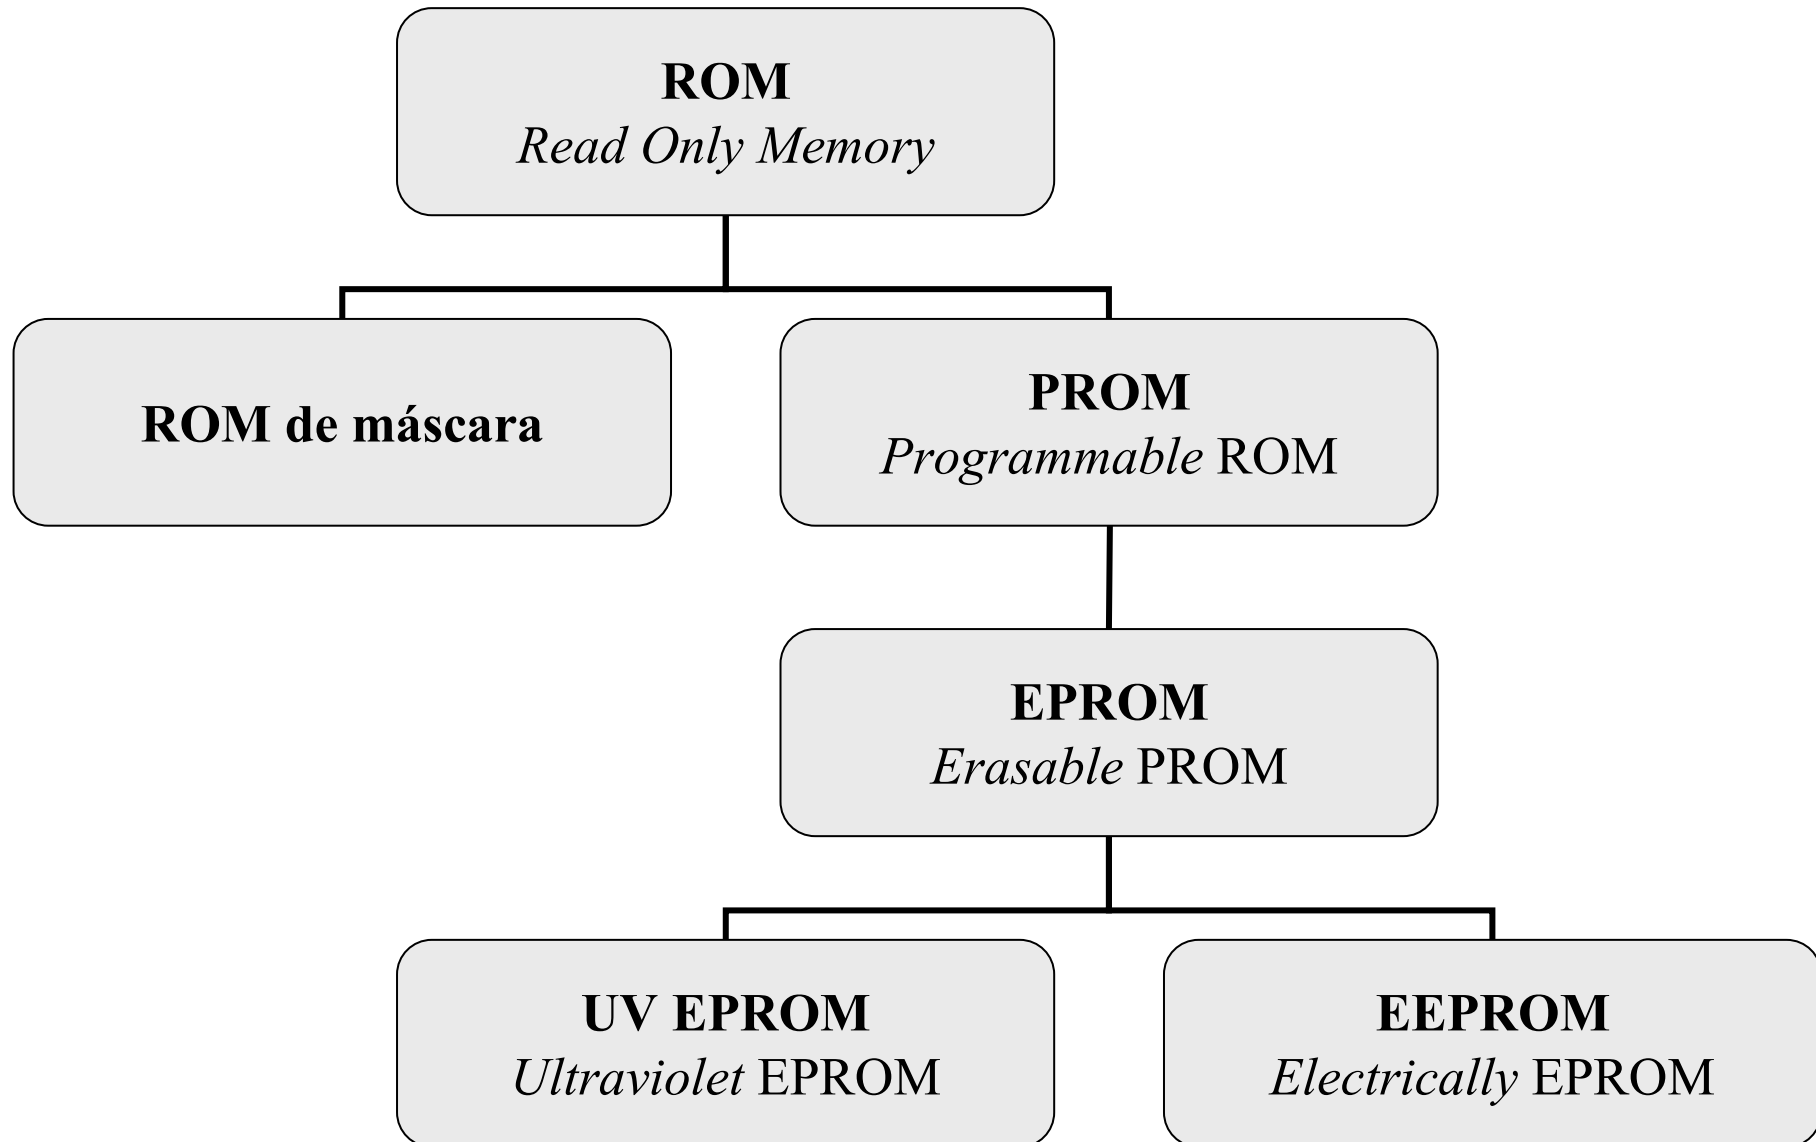 ROM
Read Only Memory
ROM de máscara
PROM
Programmable ROM
EPROM
Erasable PROM
UV EPROM
Ultraviolet EPROM
EEPROM
Electrically EPROM